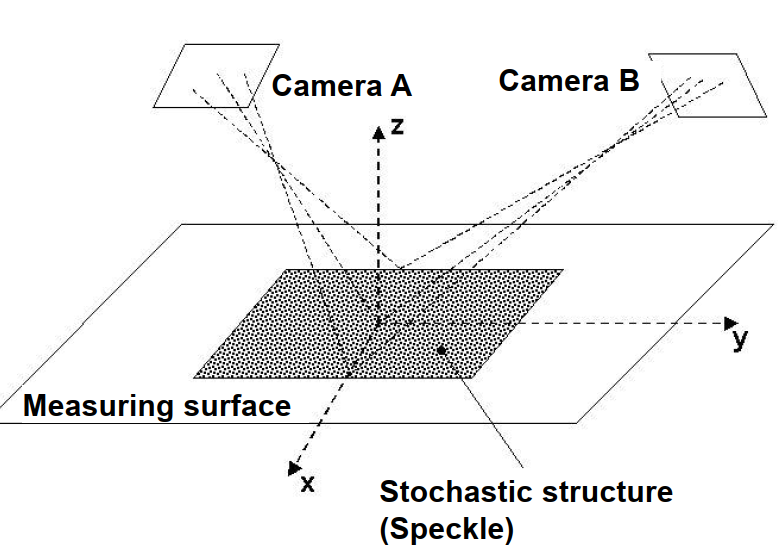 Camera A
Camera B
z
y
Measuring surface
x
Stochastic structure
(Speckle)